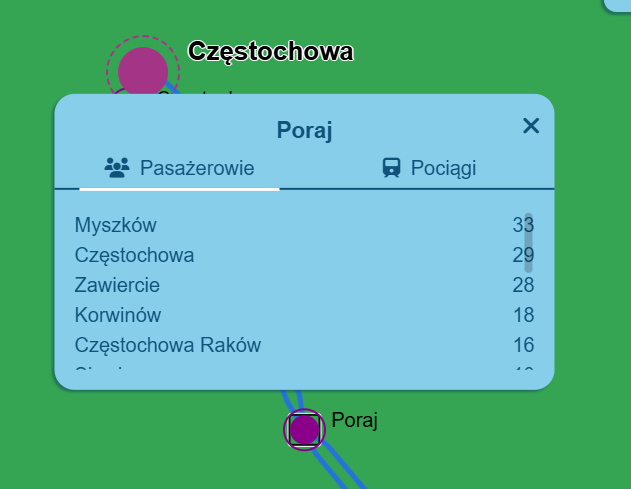 Częstochowa
Poraj
Pasażerowie
Pociągi
Myszków 33
Częstochowa 29
Zawiercie 28
Korwinów 18
Częstochowa Raków 16
Poraj